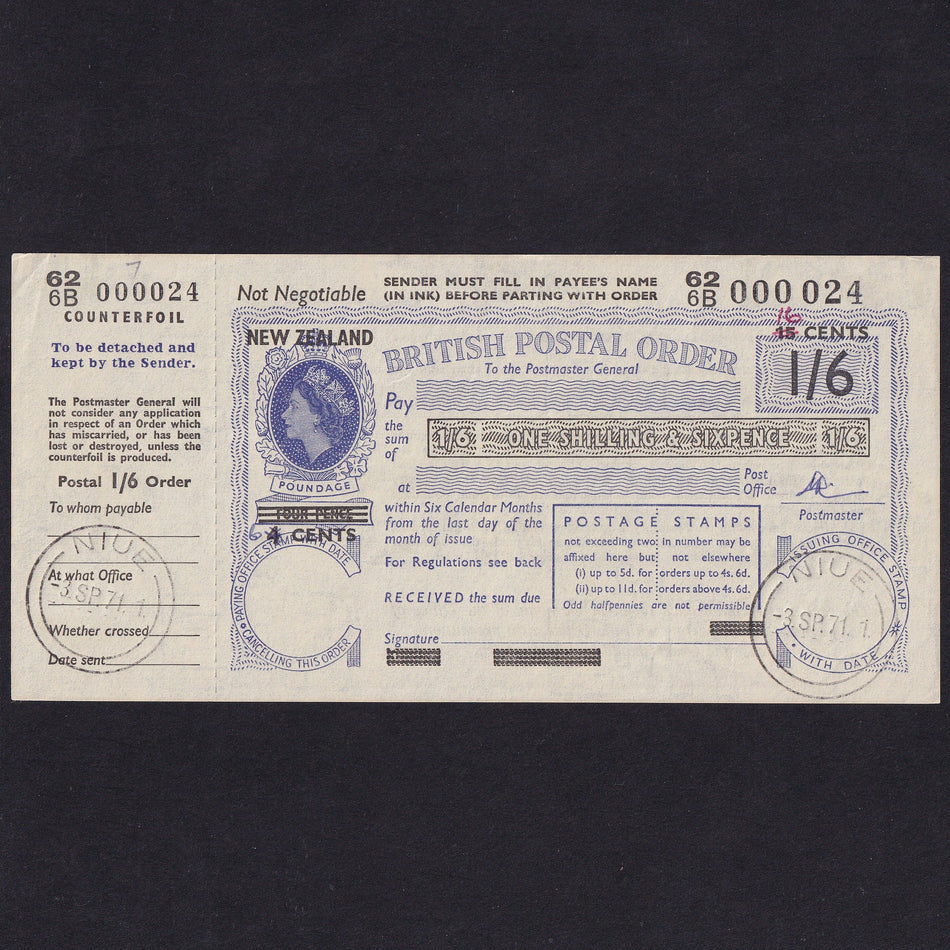 7
62
6B 000024
COUNTERFOIL
To be detached and
kept by the Sender.
The Postmaster General will
not consider any application
in respect of an Order which
has miscarried, or has been
lost or destroyed, unless the
counterfoil is produced.
Postal 1/6 Order
To whom payable
At what Office
Whether crossed
Date sent
NIUE
-3 SP. 71. 1
Not Negotiable
SENDER MUST FILL IN PAYEE'S NAME
(IN INK) BEFORE PARTING WITH ORDER
62
6B 000 024
NEW ZEALAND
BRITISH POSTAL ORDER
To the Postmaster General
16
15 CENTS
1/6
Pay
the
sum
of
1/6 ONE SHILLING & SIXPENCE 1/6
at
Post
Office
Postmaster
POUNDAGE
FOUR PENCE
6
4 CENTS
PAYING OFFICE STAMP WITH DATE
CANCELLING THIS ORDER
within Six Calendar Months
from the last day of the
month of issue
For Regulations see back
RECEIVED the sum due
Signature
POSTAGE STAMPS
not exceeding two in number may be
affixed here but not elsewhere
(i) up to 5d. for orders up to 4s. 6d.
(ii) up to 11d. for orders above 4s. 6d.
Odd halfpennies are not permissible
ISSUING OFFICE STAMP
WITH DATE
NIUE
-3 SP. 71. 1